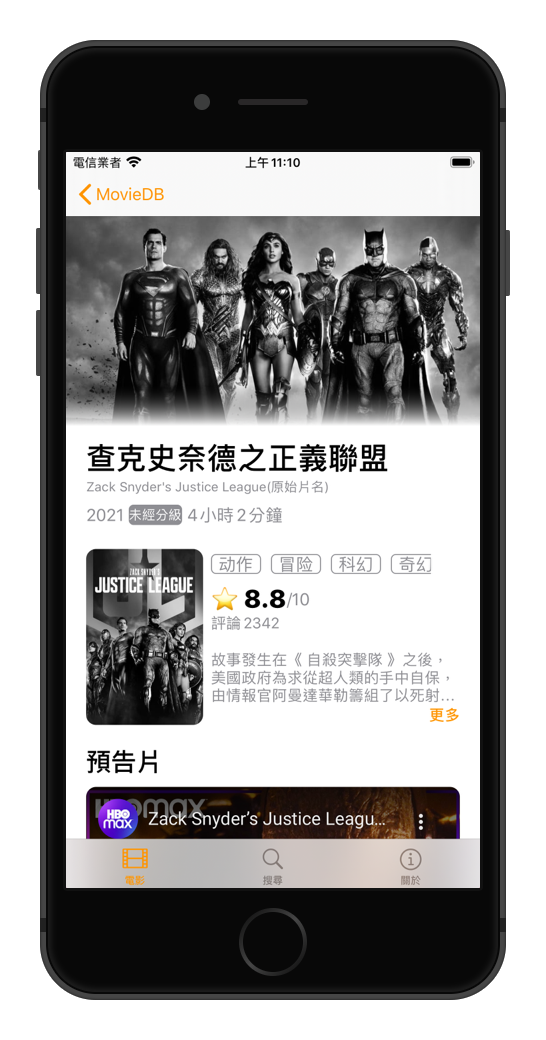 電信業者
上午11:10
MovieDB
查克史奈德之正義聯盟
Zack Snyder's Justice League(原始片名)
2021 未經分級 4小時2分鐘
ZACK SNYDER'S
JUSTICE LEAGUE
动作 冒险 科幻 奇幻
8.8/10
評論 2342
故事發生在《 自殺突擊隊 》之後，
美國政府為求從超人類的手中自保，
由情報官阿曼達華勒籌組了以死射...
更多
預告片
HBOmax
HBO
max
Zack Snyder's Justice Leagu...
電影
搜尋
關於